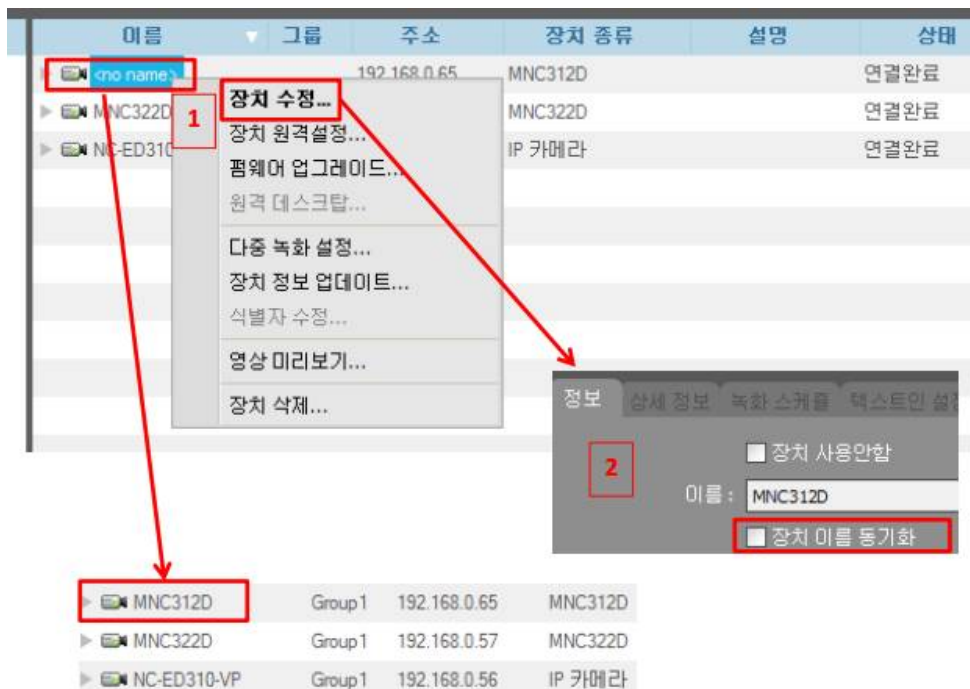 이름 그룹 주소 장치 종류 설명 상태
<no name> 192.168.0.65 MNC312D 연결완료
MNC322D MNC322D 연결완료
NC-ED310 IP 카메라 연결완료
1
장치 수정...
장치 원격설정...
펌웨어 업그레이드...
원격 데스크탑...
다중 녹화 설정...
장치 정보 업데이트...
식별자 수정...
영상 미리보기...
장치 삭제...
정보 상세 정보 녹화 스케줄 텍스트인 설정
2
장치 사용안함
이름 : MNC312D
장치 이름 동기화
MNC312D Group1 192.168.0.65 MNC312D
MNC322D Group1 192.168.0.57 MNC322D
NC-ED310-VP Group1 192.168.0.56 IP 카메라